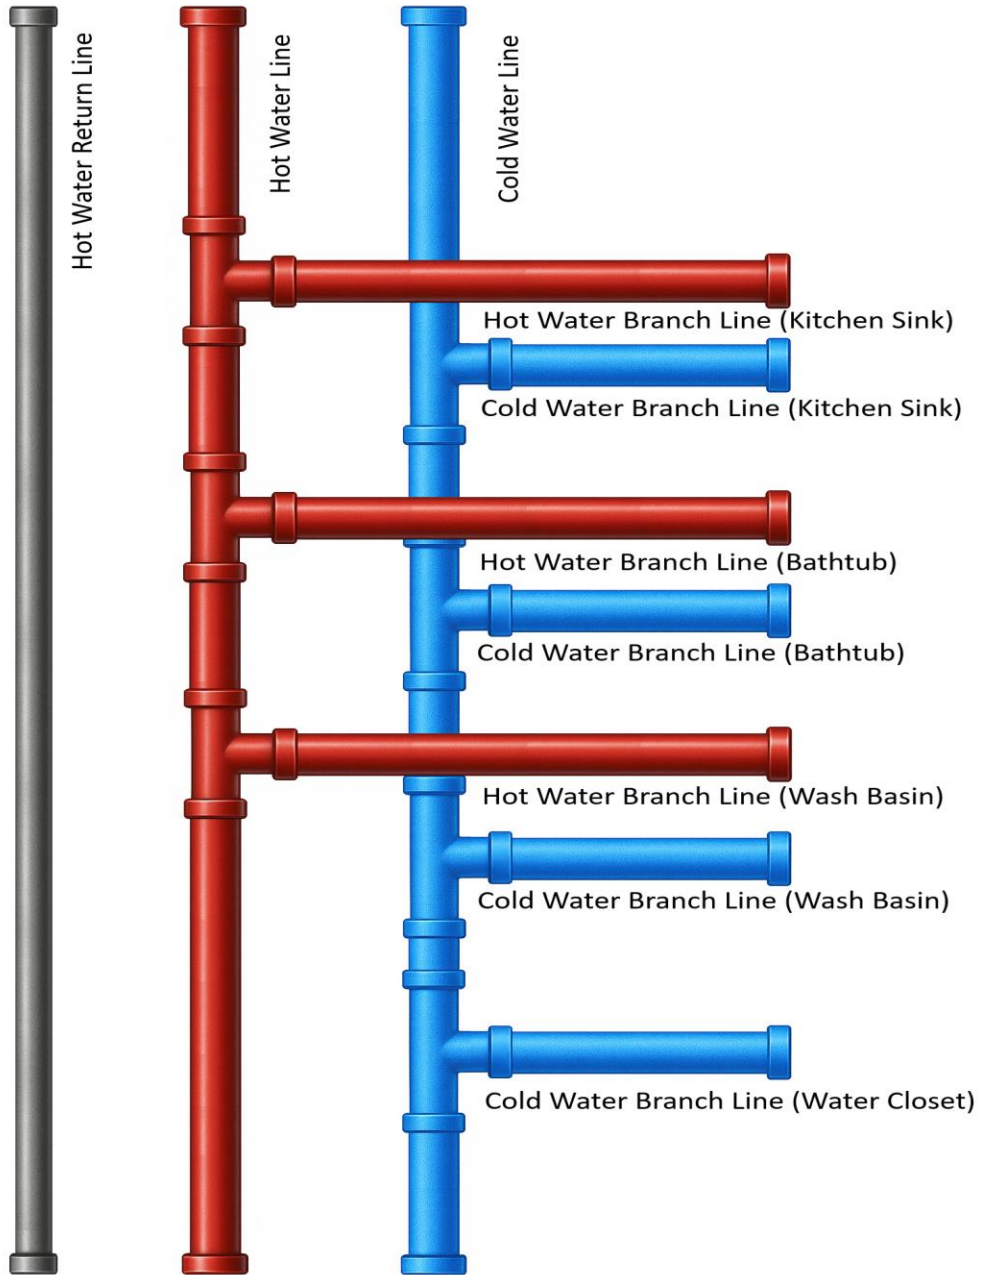 Hot Water Return Line
Hot Water Line
Cold Water Line
Hot Water Branch Line (Kitchen Sink)
Cold Water Branch Line (Kitchen Sink)
Hot Water Branch Line (Bathtub)
Cold Water Branch Line (Bathtub)
Hot Water Branch Line (Wash Basin)
Cold Water Branch Line (Wash Basin)
Cold Water Branch Line (Water Closet)